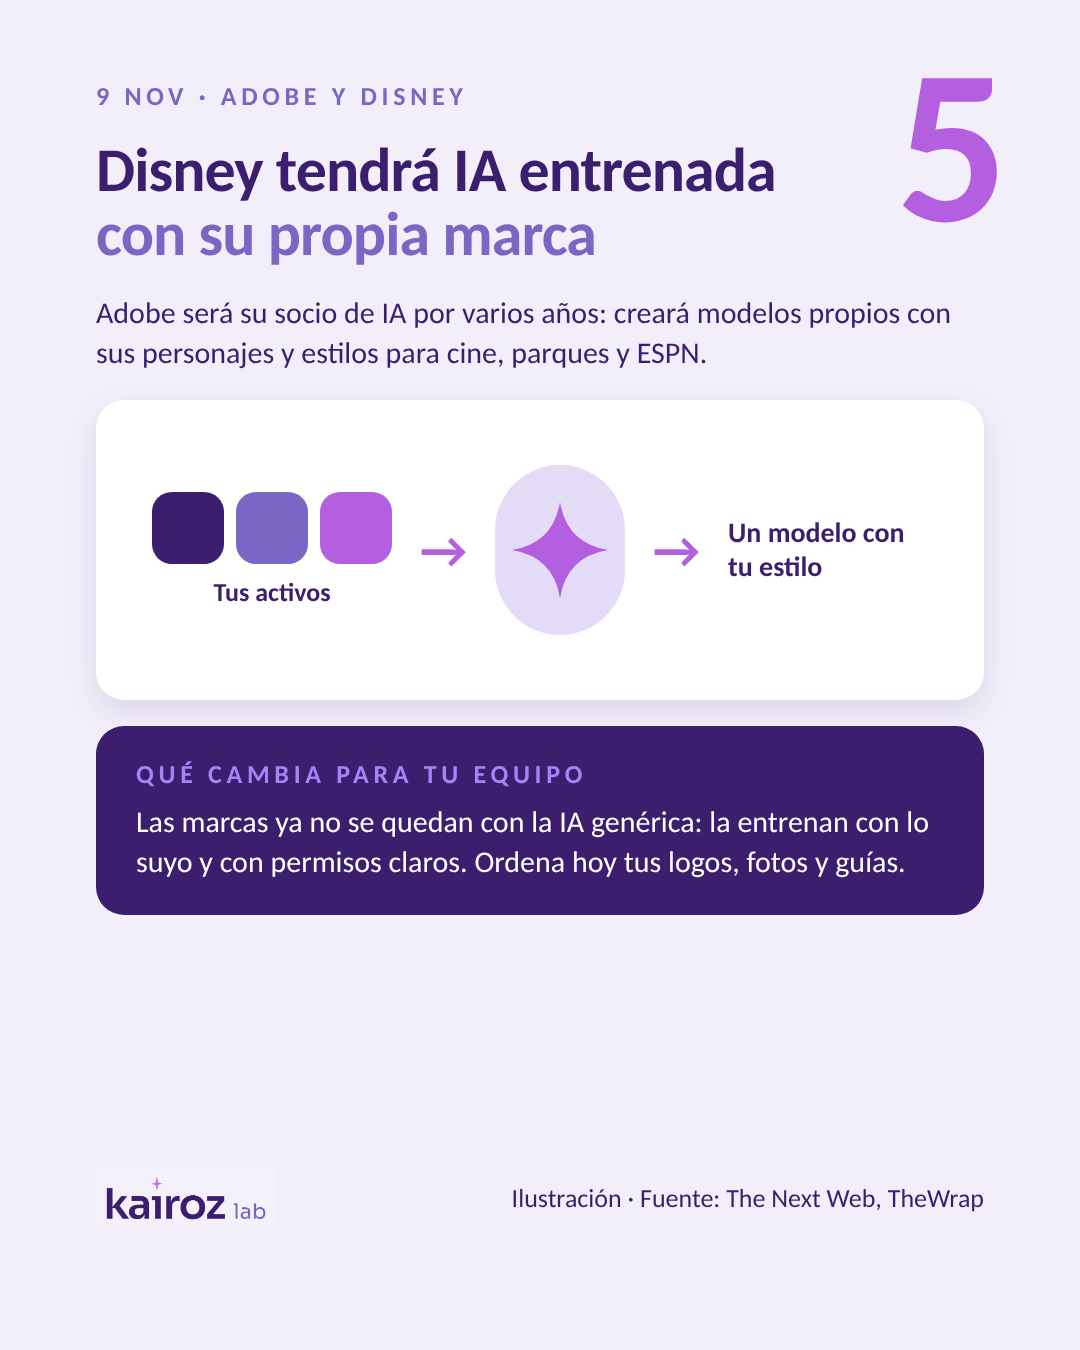 9 NOV · ADOBE Y DISNEY
5
Disney tendrá IA entrenada
con su propia marca
Adobe será su socio de IA por varios años: creará modelos propios con
sus personajes y estilos para cine, parques y ESPN.
Tus activos
→
→
Un modelo con
tu estilo
QUÉ CAMBIA PARA TU EQUIPO
Las marcas ya no se quedan con la IA genérica: la entrenan con lo
suyo y con permisos claros. Ordena hoy tus logos, fotos y guías.
kairoz lab
Ilustración · Fuente: The Next Web, TheWrap